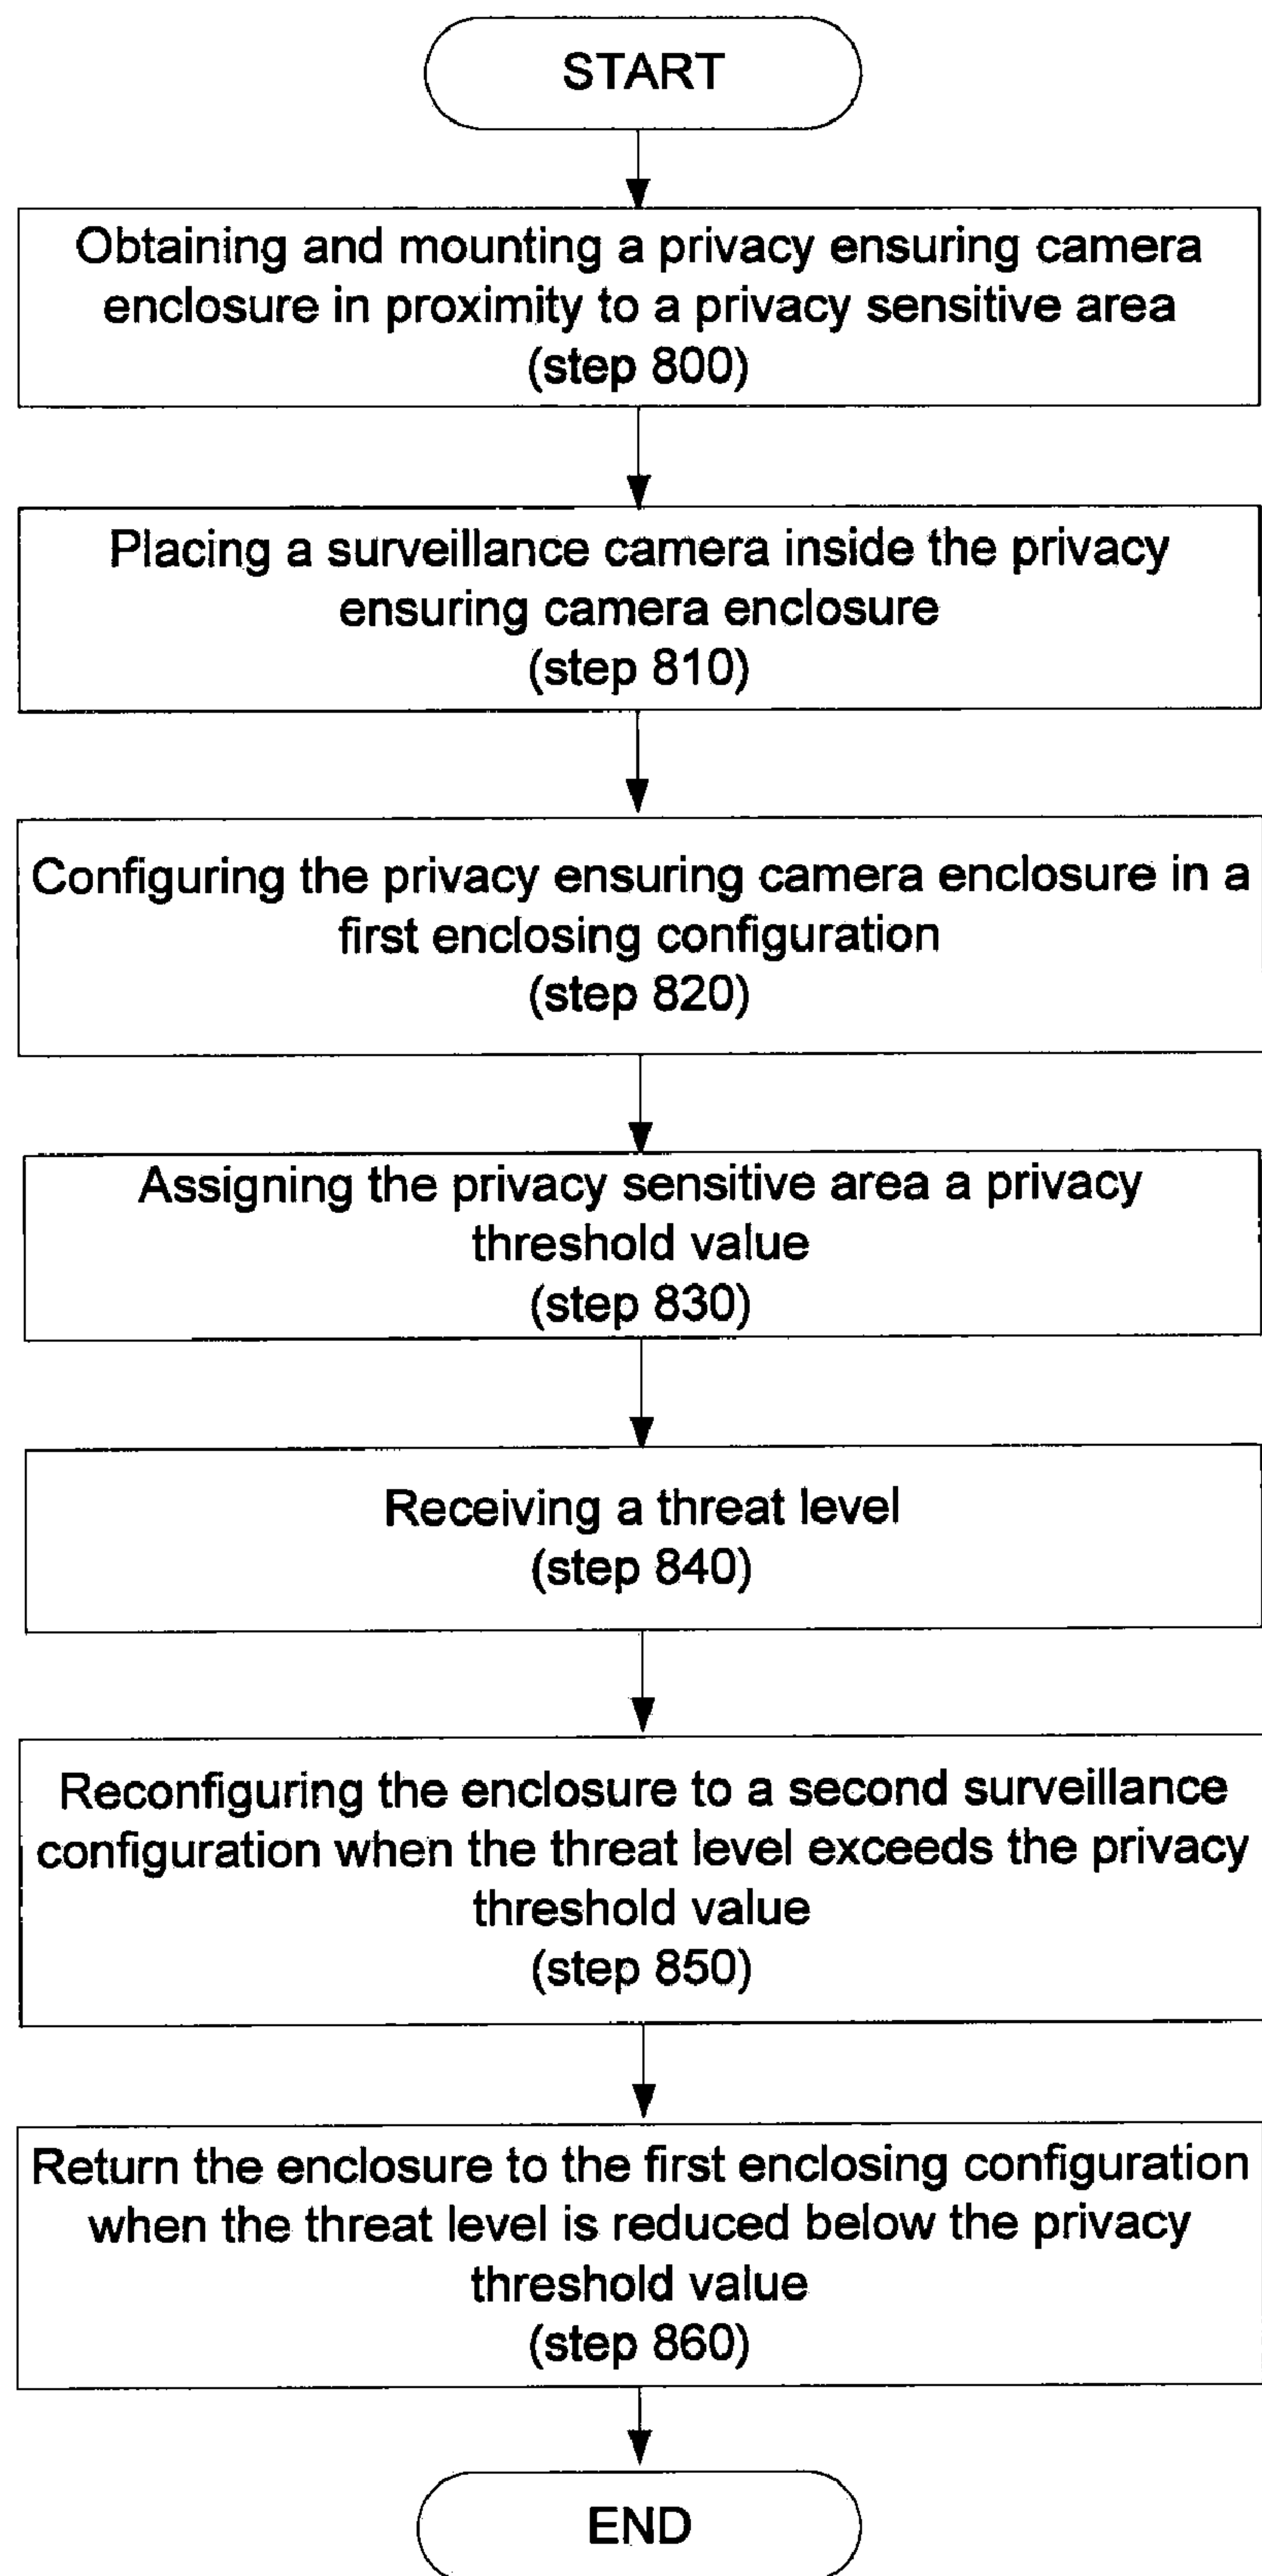 START
Obtaining and mounting a privacy ensuring camera
enclosure in proximity to a privacy sensitive area
(step 800)
Placing a surveillance camera inside the privacy
ensuring camera enclosure
(step 810)
Configuring the privacy ensuring camera enclosure in a
first enclosing configuration
(step 820)
Assigning the privacy sensitive area a privacy
threshold value
(step 830)
Receiving a threat level
(step 840)
Reconfiguring the enclosure to a second surveillance
configuration when the threat level exceeds the privacy
threshold value
(step 850)
Return the enclosure to the first enclosing configuration
when the threat level is reduced below the privacy
threshold value
(step 860)
END